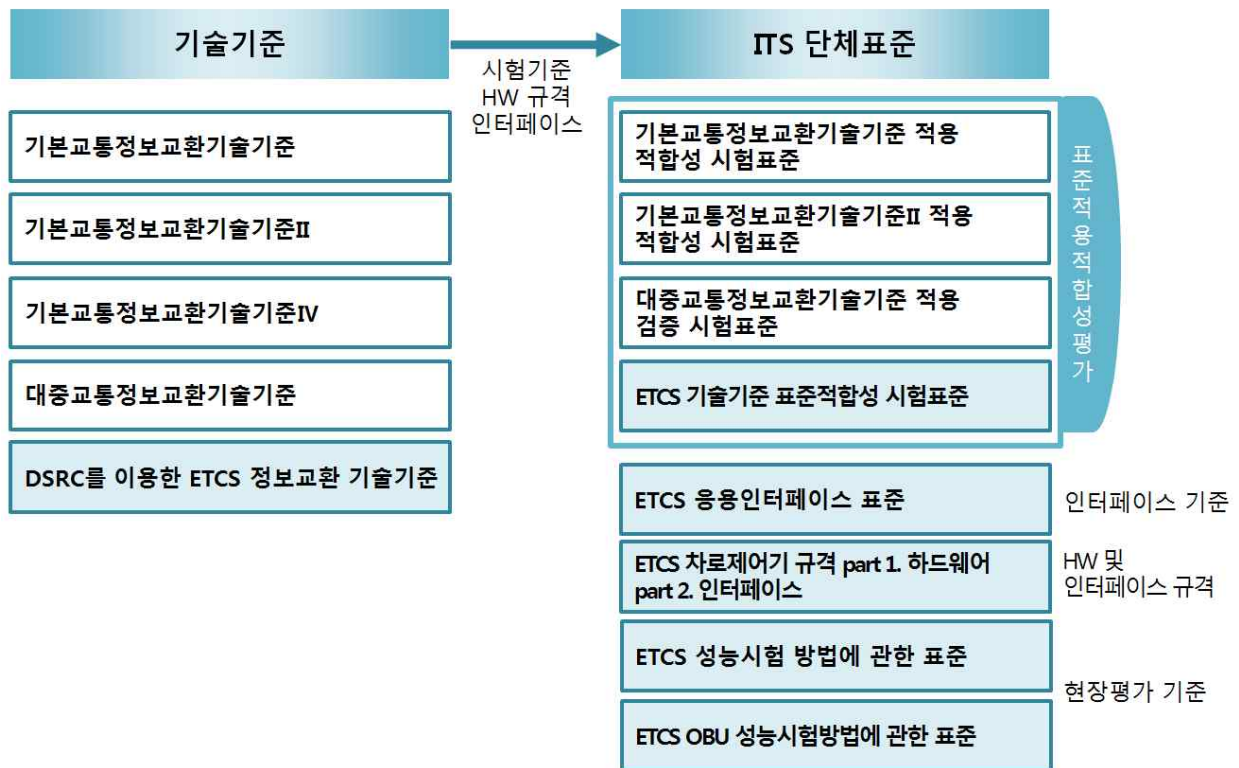 기술기준
시험기준
HW 규격
인터페이스
ITS 단체표준
기본교통정보교환기술기준
기본교통정보교환기술기준II
기본교통정보교환기술기준IV
대중교통정보교환기술기준
DSRC를 이용한 ETCS 정보교환 기술기준
기본교통정보교환기술기준 적용
적합성 시험표준
기본교통정보교환기술기준II 적용
적합성 시험표준
대중교통정보교환기술기준 적용
검증 시험표준
ETCS 기술기준 표준적합성 시험표준
표준적용적합성평가
ETCS 응용인터페이스 표준
인터페이스 기준
ETCS 차로제어기 규격 part 1. 하드웨어
part 2. 인터페이스
HW 및
인터페이스 규격
ETCS 성능시험 방법에 관한 표준
현장평가 기준
ETCS OBU 성능시험방법에 관한 표준